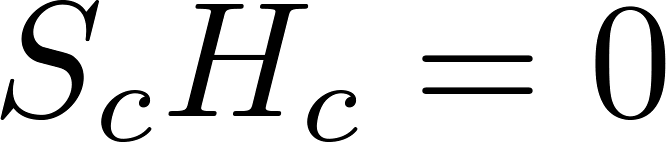 S_c H_c = 0